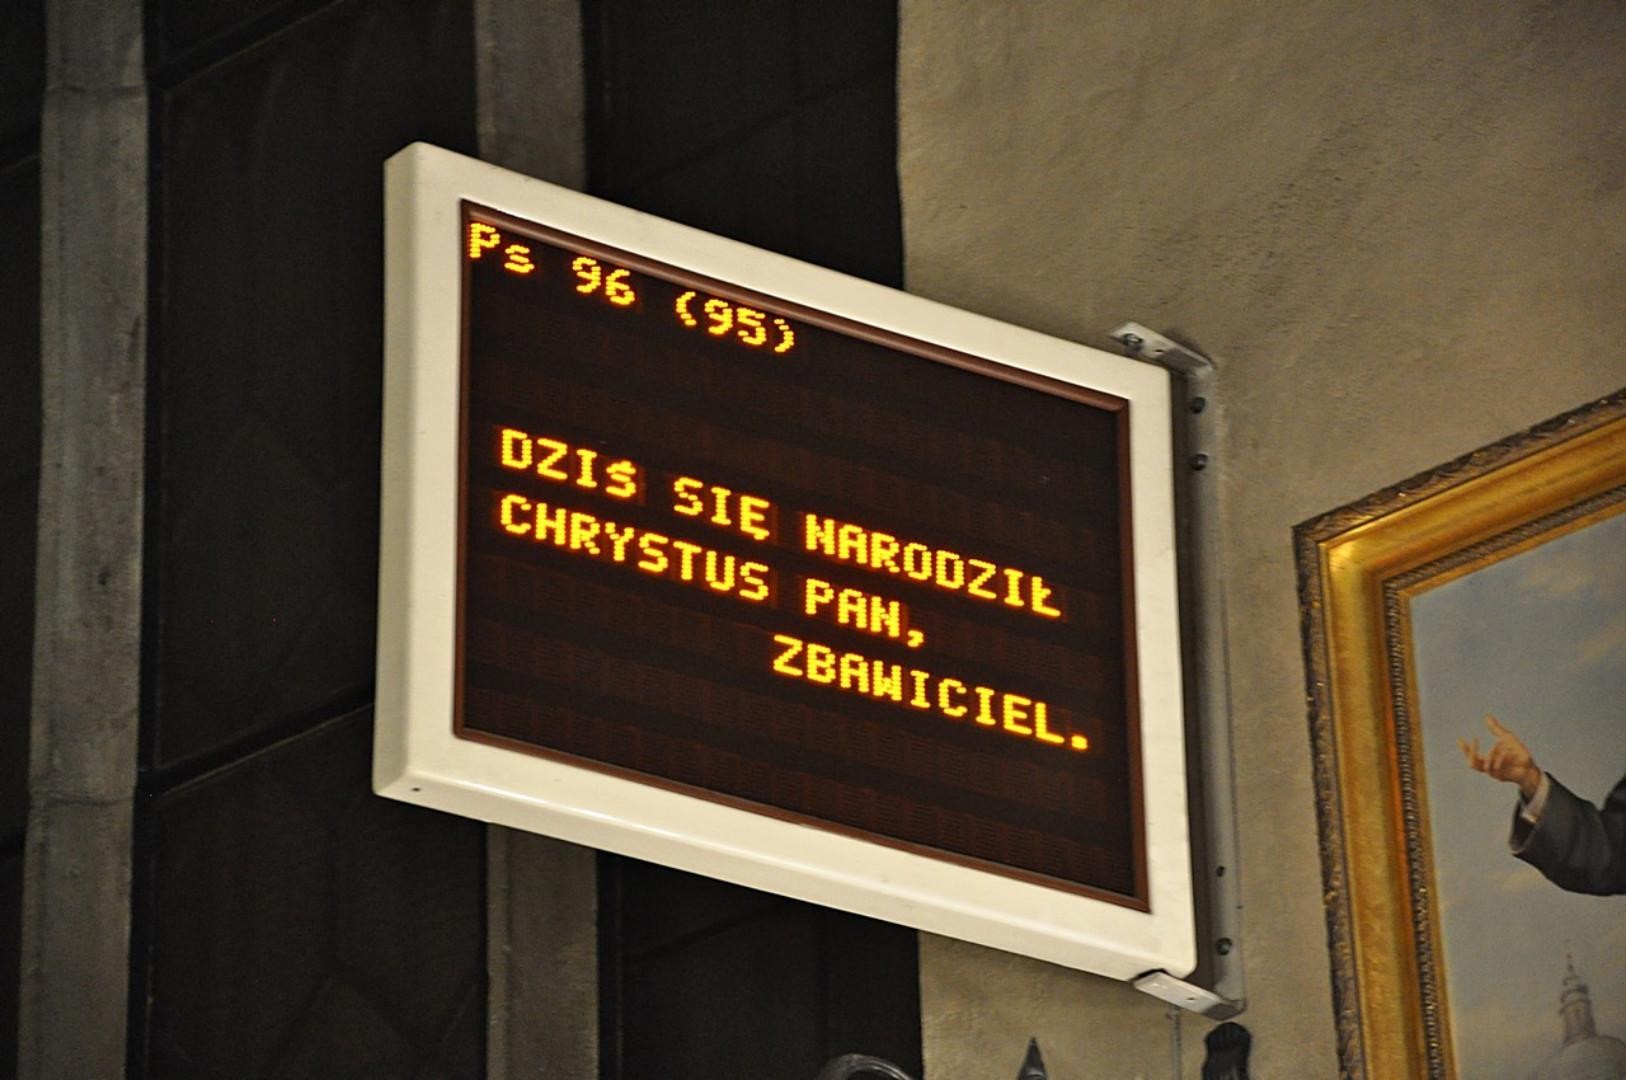 Ps 96 (95)
DZIŚ SIĘ NARODZIŁ
CHRYSTUS PAN,
ZBAWICIEL.